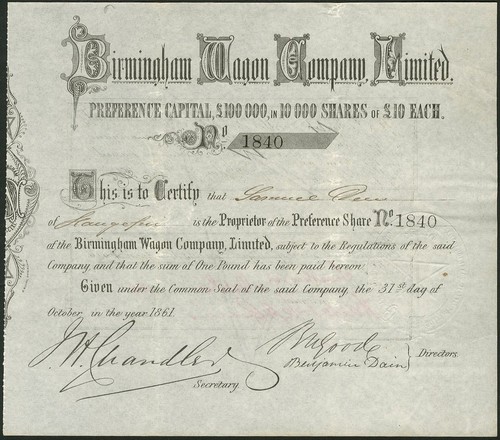 Birmingham Wagon Company, Limited.
PREFERENCE CAPITAL, £100 000, IN 10 000 SHARES OF £10 EACH.
No. 1840
This is to Certify that Samuel
of is the Proprietor of the Preference Share No. 1840
of the Birmingham Wagon Company, Limited, subject to the Regulations of the said
Company and that the sum of One Pound has been paid hereon.
Given under the Common Seal of the said Company, the 31st day of
October in the year 1861.
J H Chandler
Secretary.
Goode
Benjamin Dain
Directors.